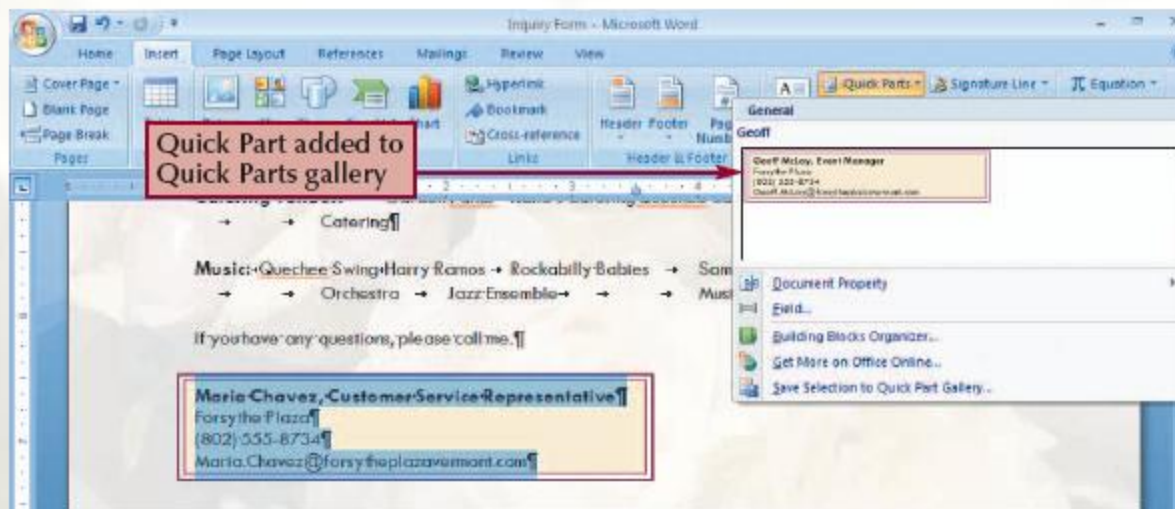 Inquiry Form - Microsoft Word
Home Insert Page Layout References Mailings Review View
Cover Page
Blank Page
Page Break
Pages
Hyperlink
Bookmark
Cross-reference
Links
Header Footer
Header & Footer
A
Quick Parts
Signature Line
π Equation
Quick Part added to
Quick Parts gallery
General
Geoff
Geoff McLoy, Event Manager
Forsythe Plaza
(802) 555-8734
Document Property
Field...
Building Blocks Organizer...
Get More on Office Online...
Save Selection to Quick Part Gallery...
→ → Catering¶
Music:→Quechee·Swing→Harry·Ramos → Rockabilly·Babies →
→ → Orchestra → Jazz·Ensemble→ → →
If·you·have·any·questions,·please·call·me.¶
Maria·Chavez,·Customer·Service·Representative¶
Forsythe·Plaza¶
(802)·555-8734¶
Maria.Chavez@forsytheplazavermont.com¶